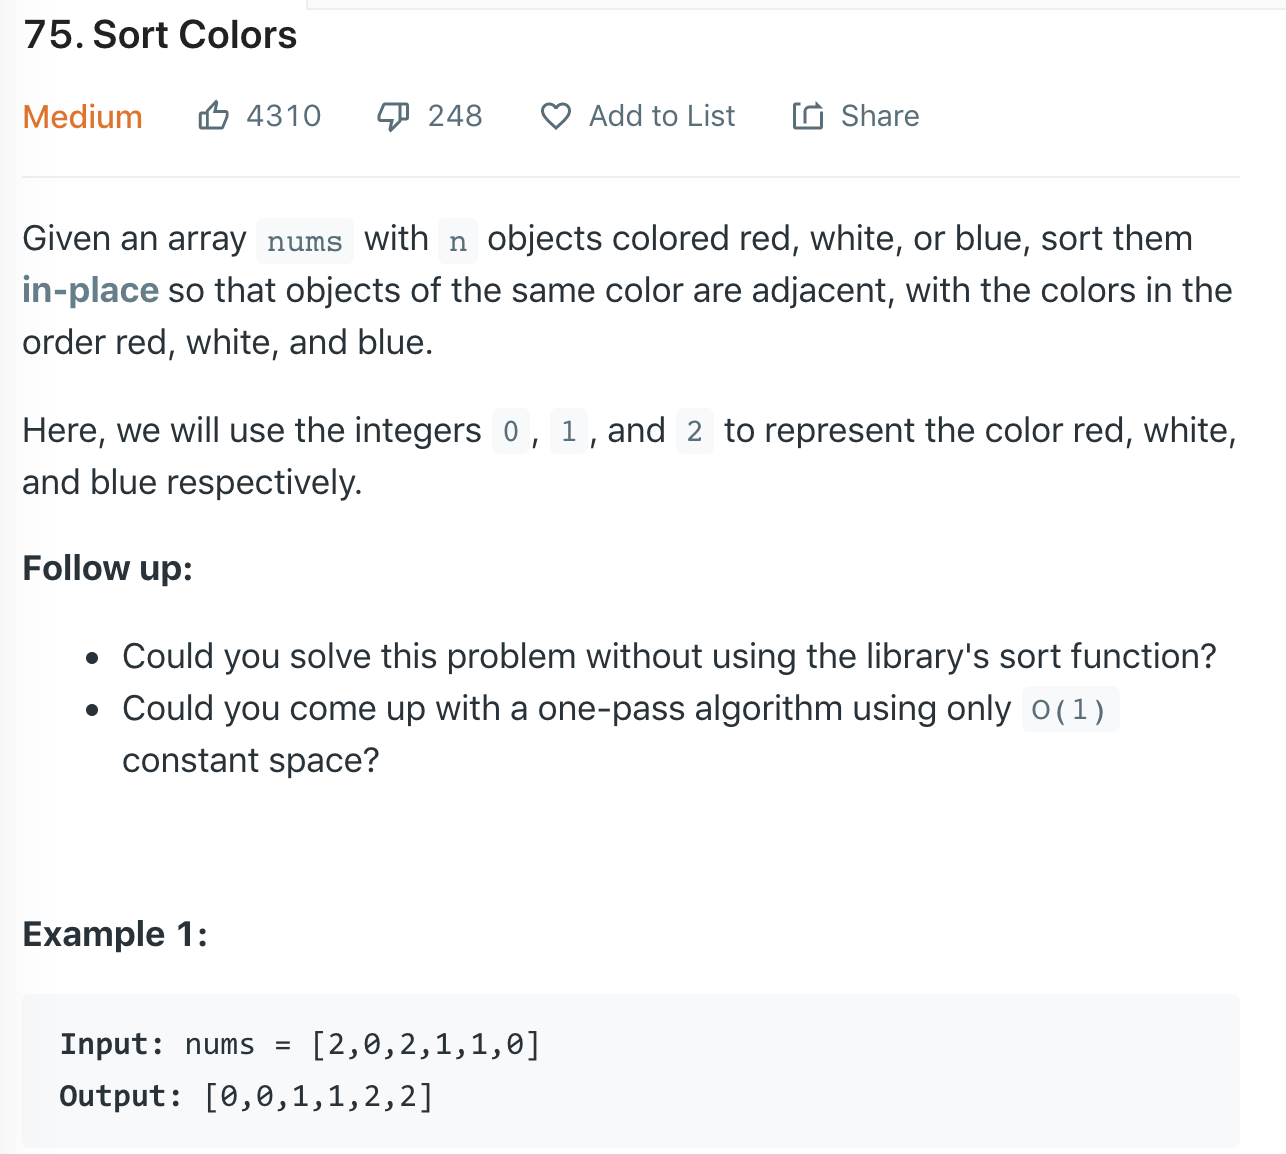 75. Sort Colors
Medium 4310 248 Add to List Share
Given an array nums with n objects colored red, white, or blue, sort them
in-place so that objects of the same color are adjacent, with the colors in the
order red, white, and blue.
Here, we will use the integers 0, 1, and 2 to represent the color red, white,
and blue respectively.
Follow up:
• Could you solve this problem without using the library's sort function?
• Could you come up with a one-pass algorithm using only O(1)
constant space?
Example 1:
Input: nums = [2,0,2,1,1,0]
Output: [0,0,1,1,2,2]